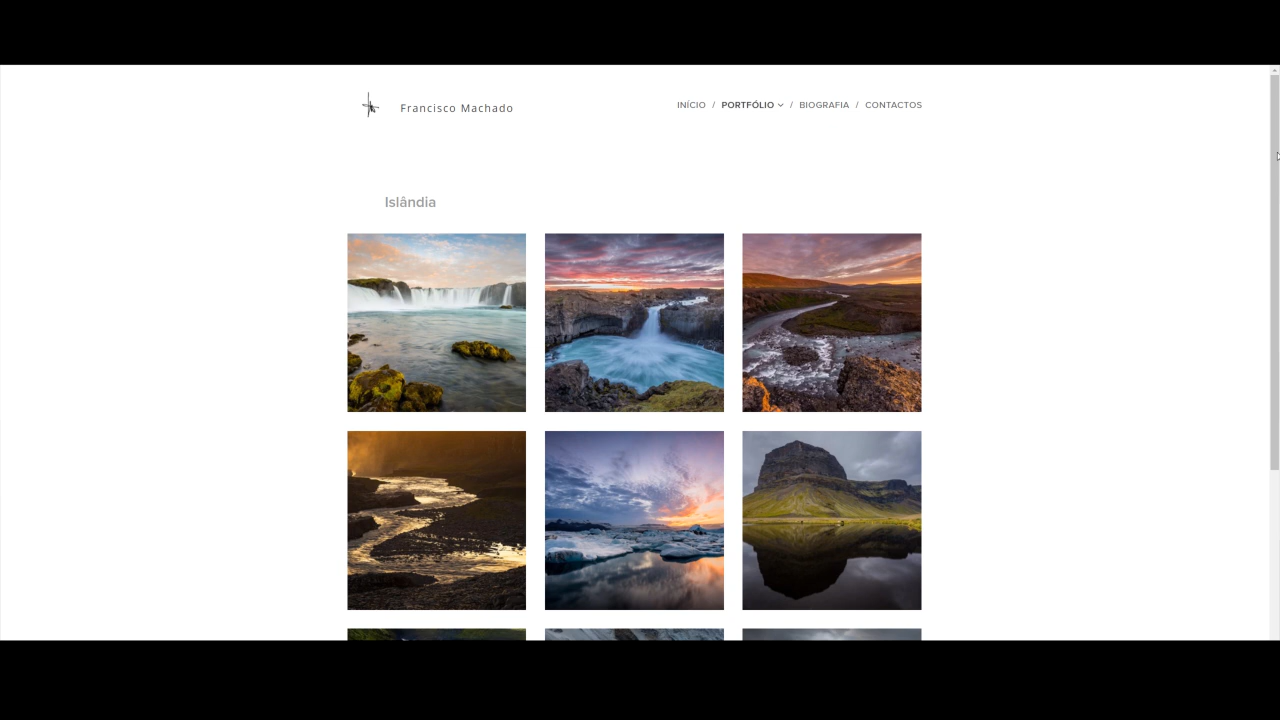 Francisco Machado
INÍCIO / PORTFÓLIO / BIOGRAFIA / CONTACTOS
Islândia